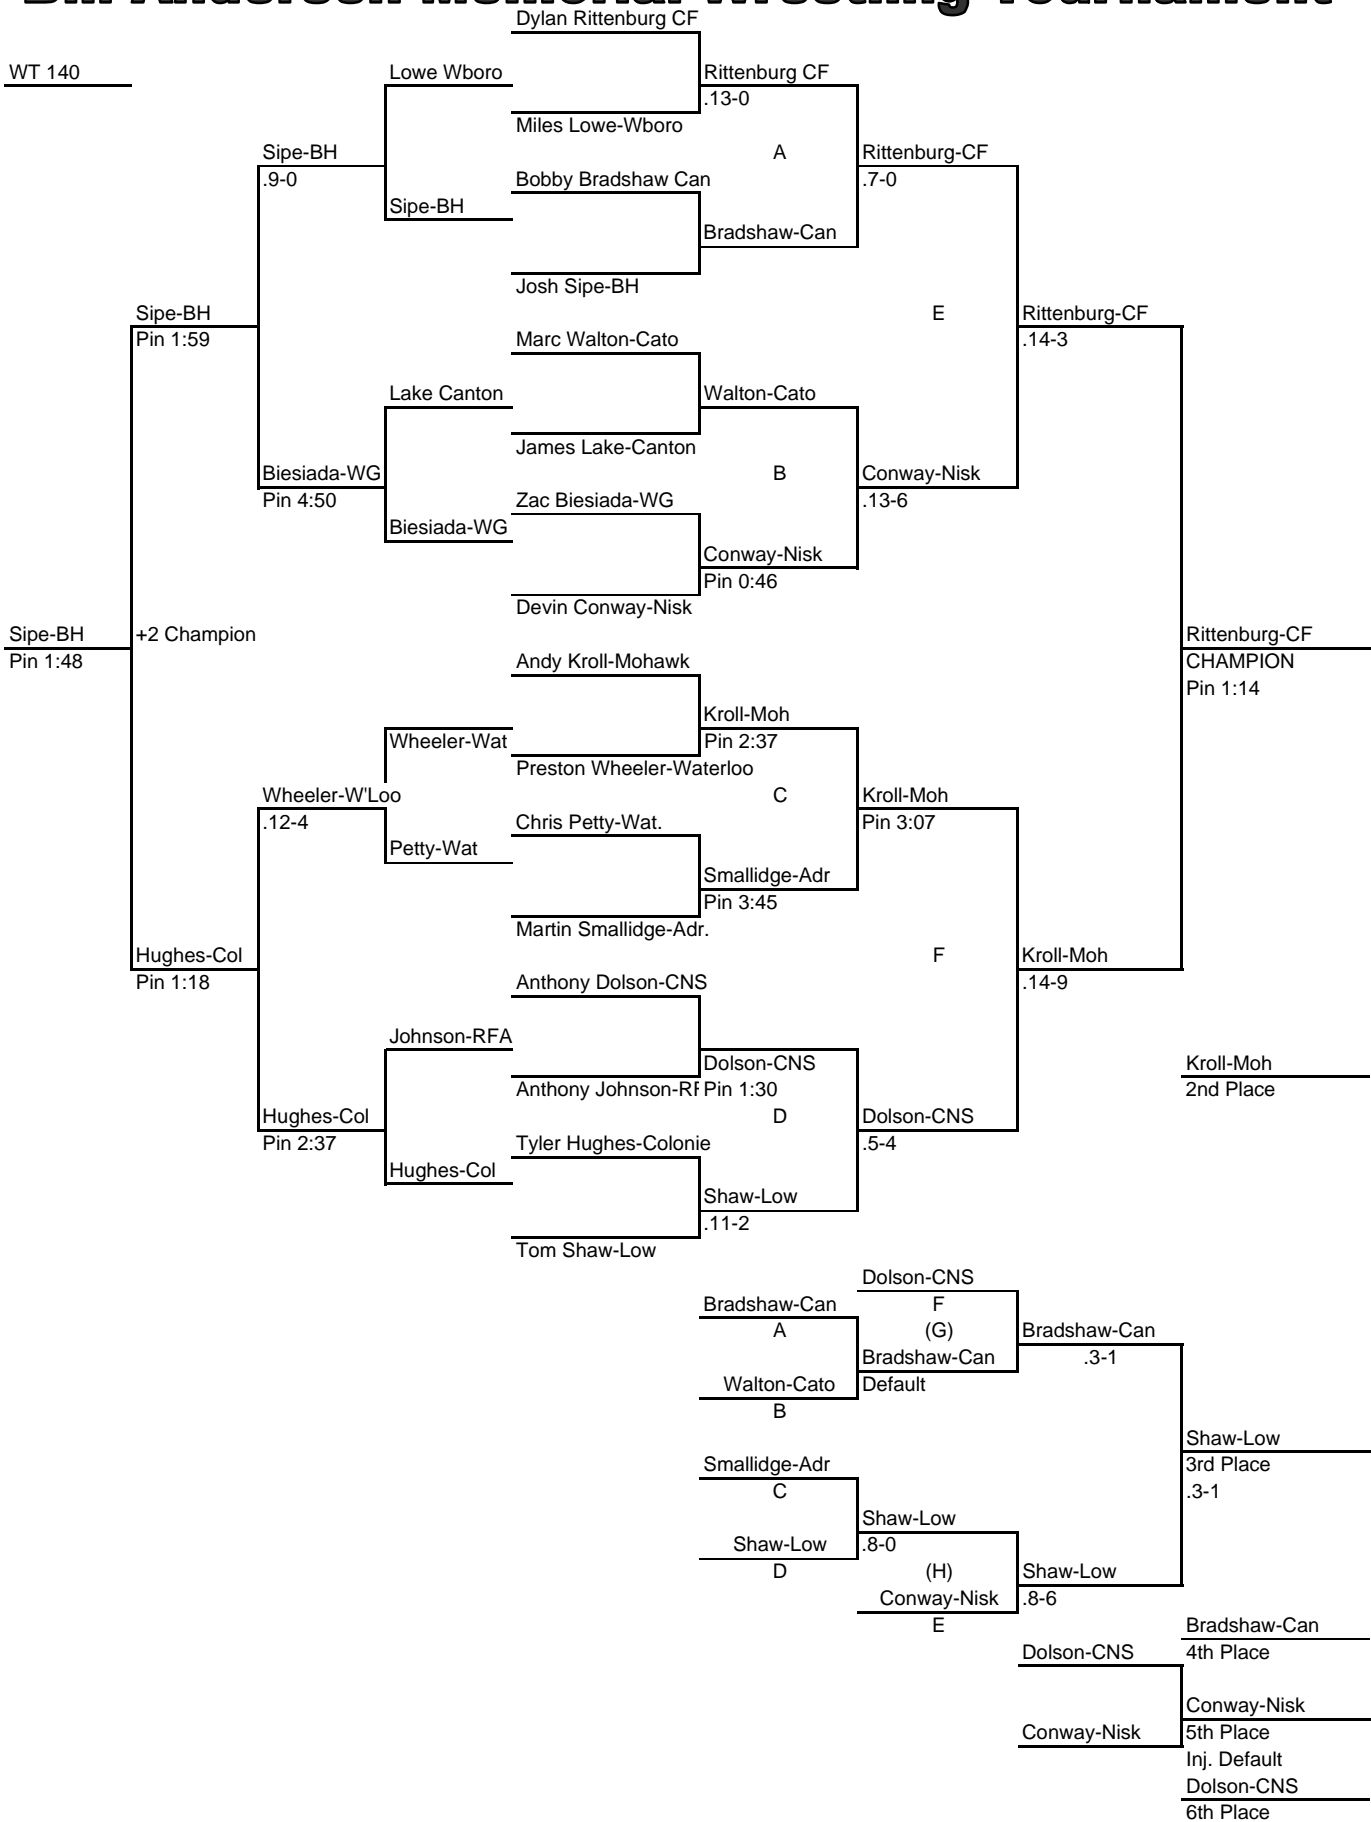 Bill Anderson Memorial Wrestling Tournament
Dylan Rittenburg CF
WT 140
Lowe Wboro
Rittenburg CF
.13-0
Miles Lowe-Wboro
Sipe-BH
A
Rittenburg-CF
.9-0
Bobby Bradshaw Can
.7-0
Sipe-BH
Bradshaw-Can
Josh Sipe-BH
Sipe-BH
E
Rittenburg-CF
Pin 1:59
Marc Walton-Cato
.14-3
Lake Canton
Walton-Cato
James Lake-Canton
Biesiada-WG
B
Conway-Nisk
Pin 4:50
Zac Biesiada-WG
.13-6
Biesiada-WG
Conway-Nisk
Pin 0:46
Devin Conway-Nisk
Sipe-BH
+2 Champion
Rittenburg-CF
Pin 1:48
Andy Kroll-Mohawk
CHAMPION
Pin 1:14
Kroll-Moh
Wheeler-Wat
Pin 2:37
Preston Wheeler-Waterloo
Wheeler-W'Loo
C
Kroll-Moh
.12-4
Chris Petty-Wat.
Pin 3:07
Petty-Wat
Smallidge-Adr
Pin 3:45
Martin Smallidge-Adr.
Hughes-Col
F
Kroll-Moh
Pin 1:18
Anthony Dolson-CNS
.14-9
Johnson-RFA
Dolson-CNS
Kroll-Moh
Anthony Johnson-RF
Pin 1:30
2nd Place
Hughes-Col
D
Dolson-CNS
Pin 2:37
Tyler Hughes-Colonie
.5-4
Hughes-Col
Shaw-Low
.11-2
Tom Shaw-Low
Dolson-CNS
Bradshaw-Can
F
A
(G)
Bradshaw-Can
Bradshaw-Can
.3-1
Walton-Cato
Default
B
Shaw-Low
Smallidge-Adr
3rd Place
C
.3-1
Shaw-Low
Shaw-Low
.8-0
D
(H)
Shaw-Low
Conway-Nisk
.8-6
E
Bradshaw-Can
Dolson-CNS
4th Place
Conway-Nisk
Conway-Nisk
5th Place
Inj. Default
Dolson-CNS
6th Place